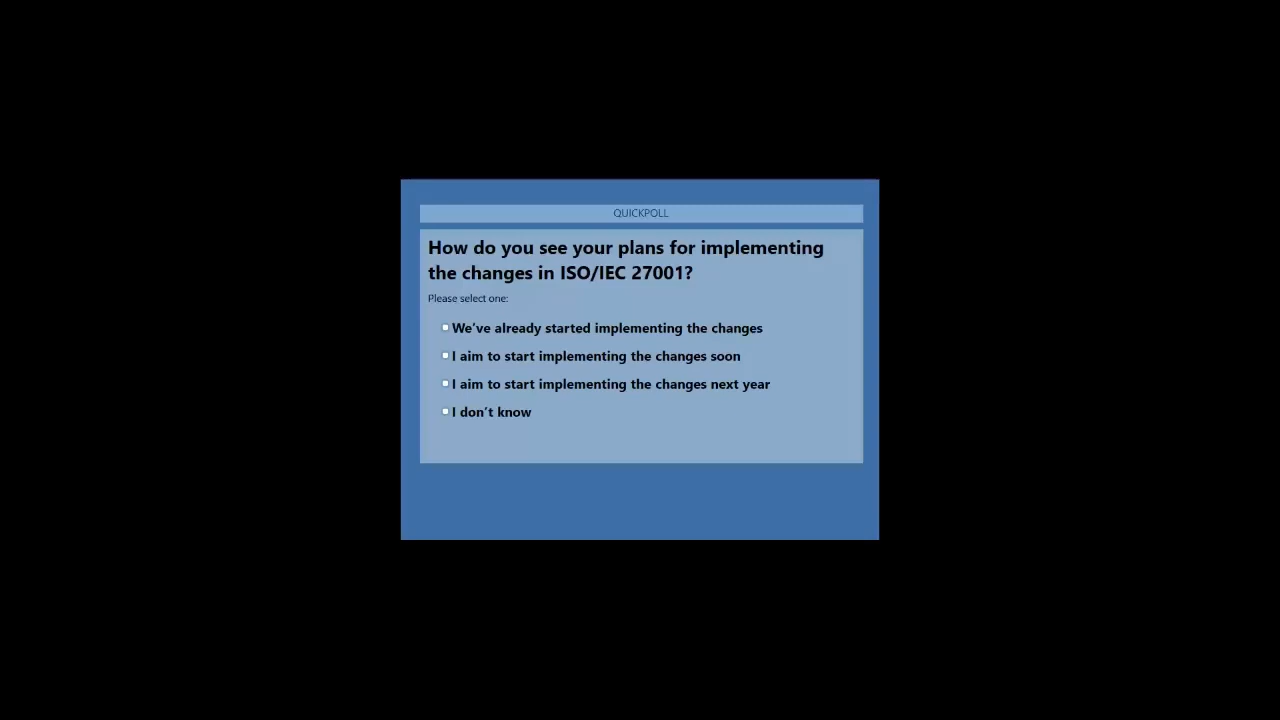 QUICKPOLL
How do you see your plans for implementing
the changes in ISO/IEC 27001?
Please select one:
We’ve already started implementing the changes
I aim to start implementing the changes soon
I aim to start implementing the changes next year
I don’t know